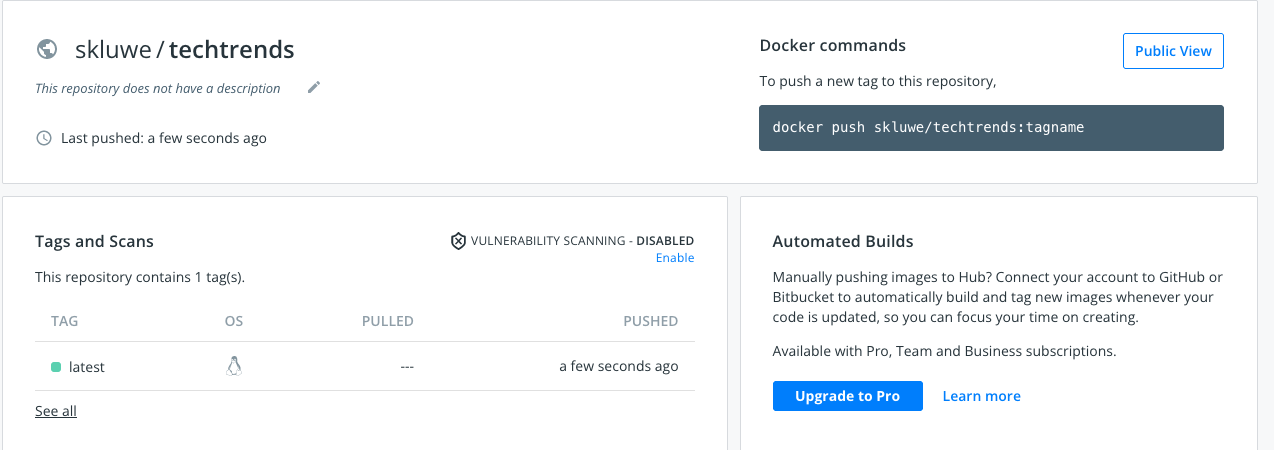 skluwe / techtrends
This repository does not have a description
Last pushed: a few seconds ago
Docker commands
Public View
To push a new tag to this repository,
docker push skluwe/techtrends:tagname
Tags and Scans
VULNERABILITY SCANNING - DISABLED
Enable
This repository contains 1 tag(s).
TAG OS PULLED PUSHED
latest --- a few seconds ago
See all
Automated Builds
Manually pushing images to Hub? Connect your account to GitHub or
Bitbucket to automatically build and tag new images whenever your
code is updated, so you can focus your time on creating.
Available with Pro, Team and Business subscriptions.
Upgrade to Pro Learn more